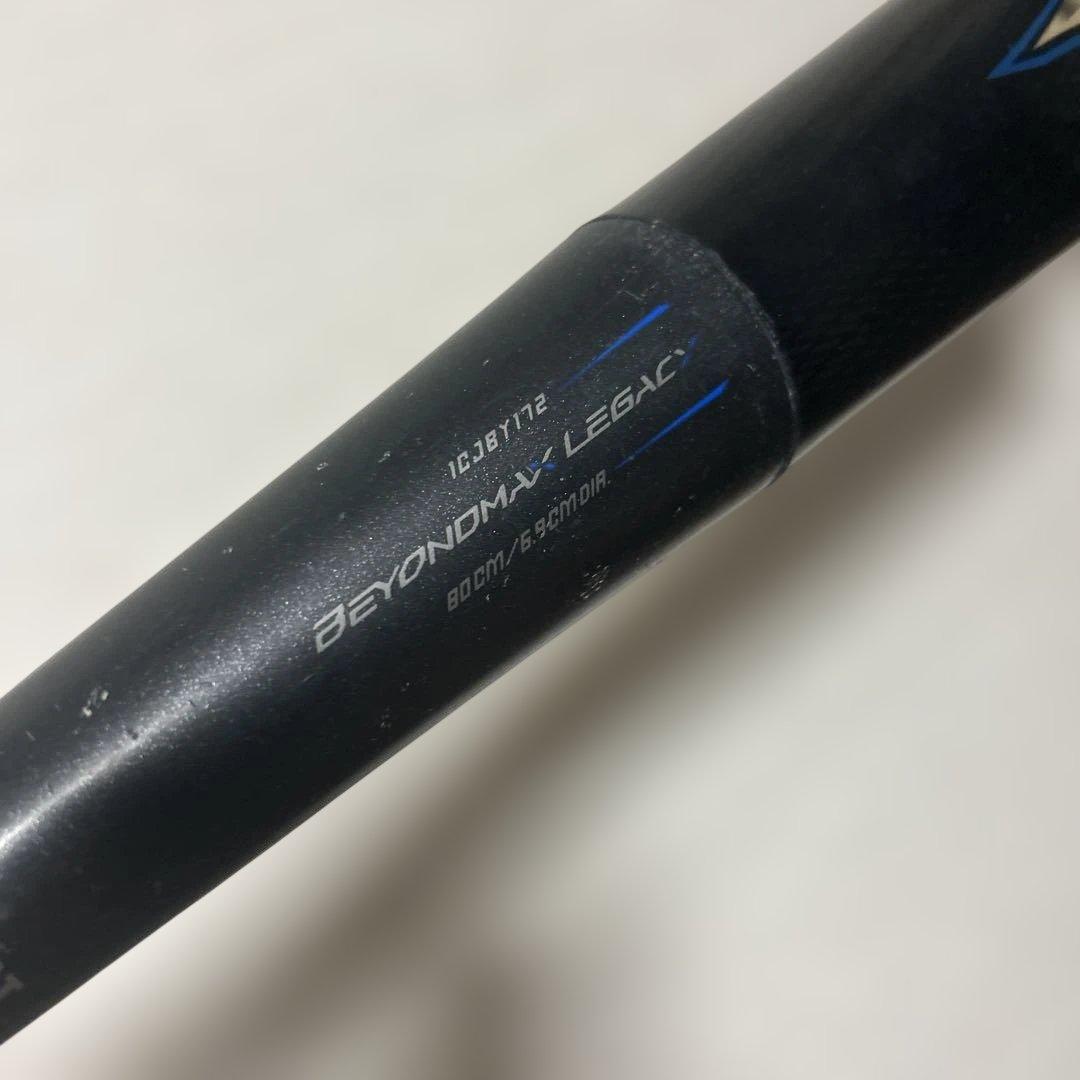 1CJBY172
BEYONDMAX LEGACY
80CM/6.9CM·DIA.